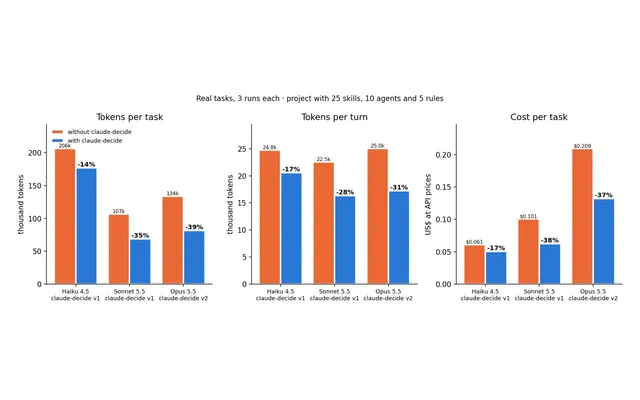 Real tasks, 3 runs each · project with 25 skills, 10 agents and 5 rules
Tokens per task
without claude-decide
with claude-decide
thousand tokens
200
150
100
50
0
206k
-14%
107k
-35%
134k
-39%
Haiku 4.5
claude-decide v1
Sonnet 5.5
claude-decide v1
Opus 5.5
claude-decide v2
Tokens per turn
thousand tokens
25
20
15
10
5
0
24.8k
-17%
22.5k
-28%
25.0k
-31%
Haiku 4.5
claude-decide v1
Sonnet 5.5
claude-decide v1
Opus 5.5
claude-decide v2
Cost per task
US$ at API prices
0.20
0.15
0.10
0.05
0.00
$0.061
-17%
$0.101
-38%
$0.209
-37%
Haiku 4.5
claude-decide v1
Sonnet 5.5
claude-decide v1
Opus 5.5
claude-decide v2